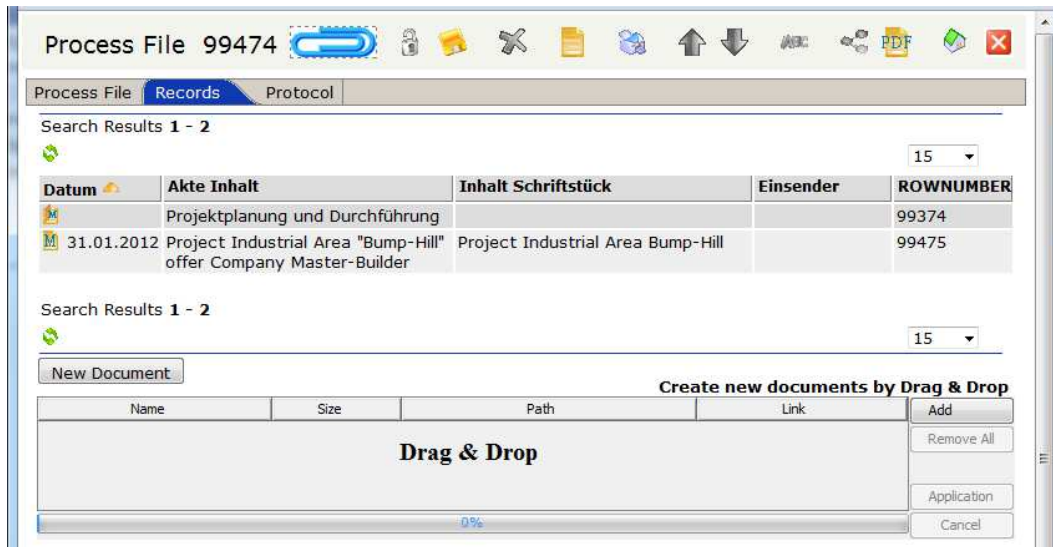 Process File 99474 ABC PDF
Process File Records Protocol
Search Results 1 - 2
15
Datum Akte Inhalt Inhalt Schriftstück Einsender ROWNUMBER
M Projektplanung und Durchführung 99374
M 31.01.2012 Project Industrial Area "Bump-Hill" Project Industrial Area Bump-Hill 99475
offer Company Master-Builder
Search Results 1 - 2
15
New Document
Create new documents by Drag & Drop
Name Size Path Link Add
Remove All
Drag & Drop
Application
0% Cancel